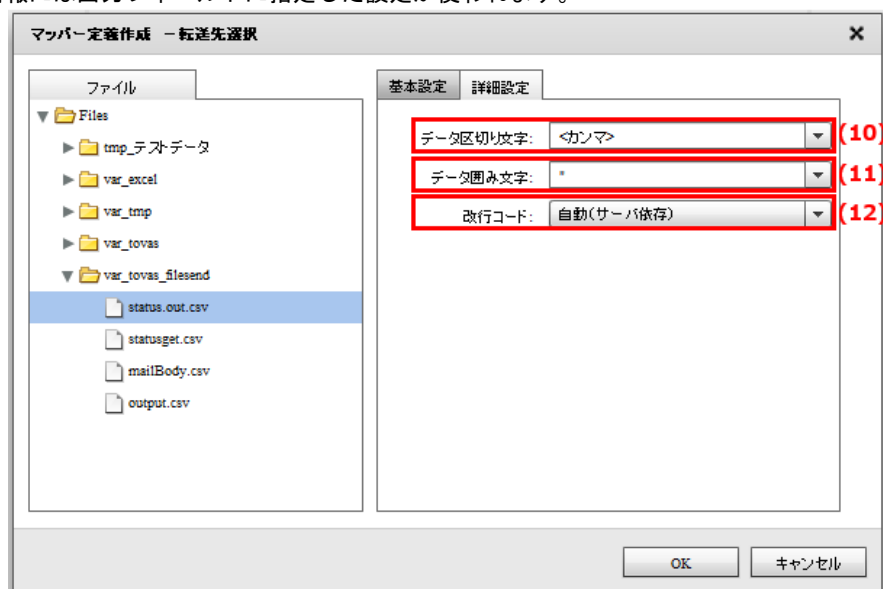 マッパー定義作成 －転送先選択
ファイル
Files
tmp_テストデータ
var_excel
var_tmp
var_tovas
var_tovas_filesend
status.out.csv
statusget.csv
mailBody.csv
output.csv
基本設定 詳細設定
データ区切り文字: <カンマ> (10)
データ囲み文字: " (11)
改行コード: 自動(サーバ依存) (12)
OK キャンセル